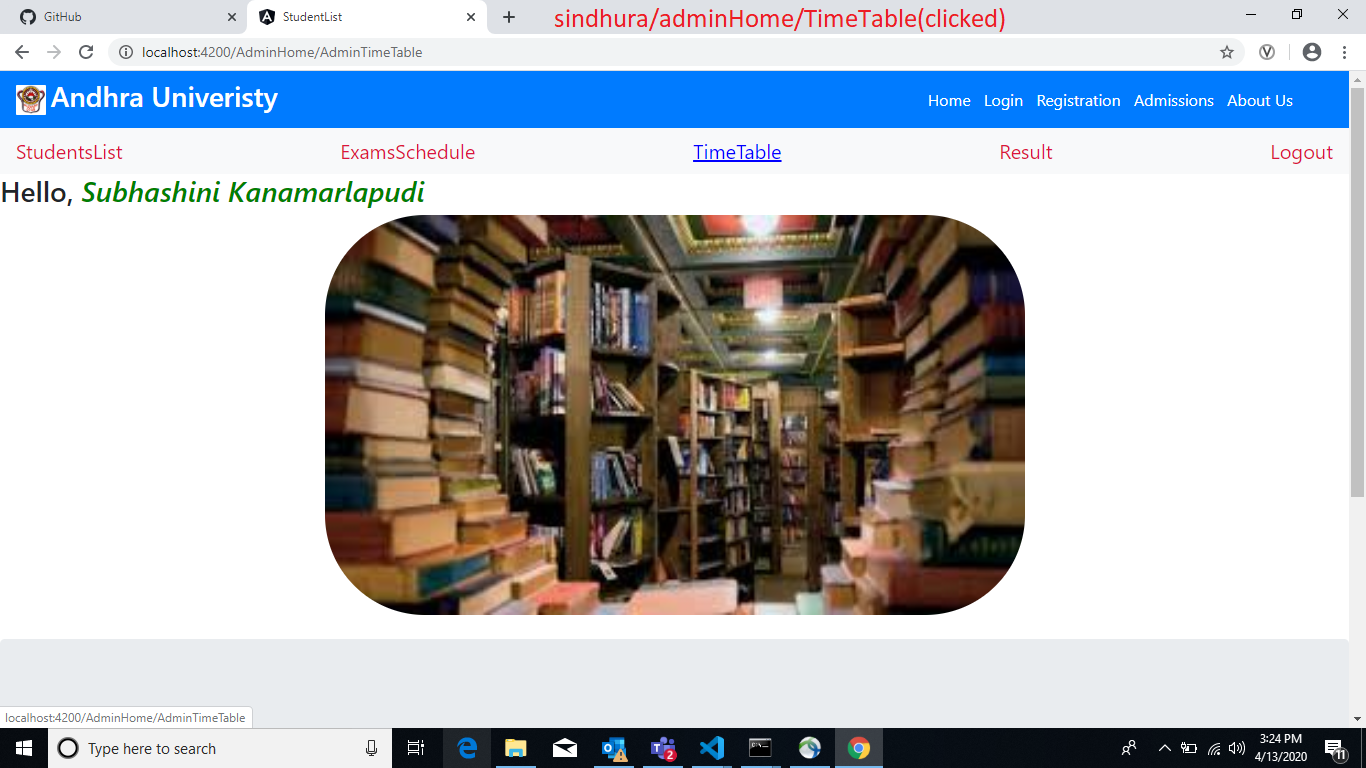 GitHub
StudentList
sindhura/adminHome/TimeTable(clicked)
localhost:4200/AdminHome/AdminTimeTable
Andhra Univeristy
Home Login Registration Admissions About Us
StudentsList ExamsSchedule TimeTable Result Logout
Hello, Subhashini Kanamarlapudi
localhost:4200/AdminHome/AdminTimeTable
Type here to search
2
3:24 PM
4/13/2020
11